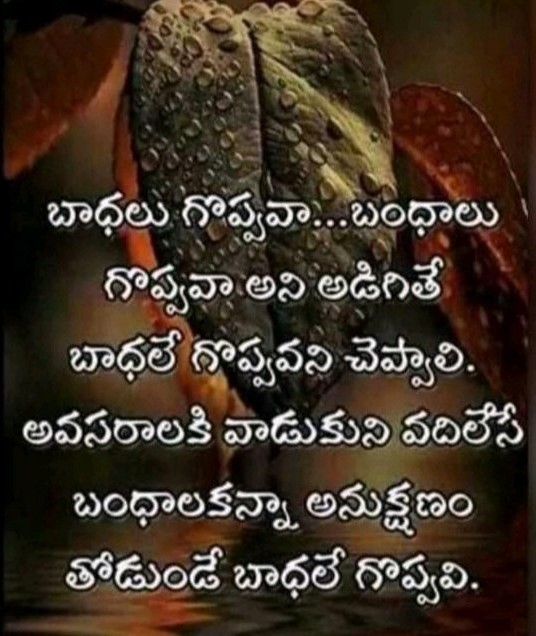 బాధలు గొప్పవా...బంధాలు
గొప్పవా అని అడిగితే
బాధలే గొప్పవని చెప్పాలి.
అవసరాలకి వాడుకుని వదిలేసే
బంధాలకన్నా అనుక్షణం
తోడుండే బాధలే గొప్పవి.